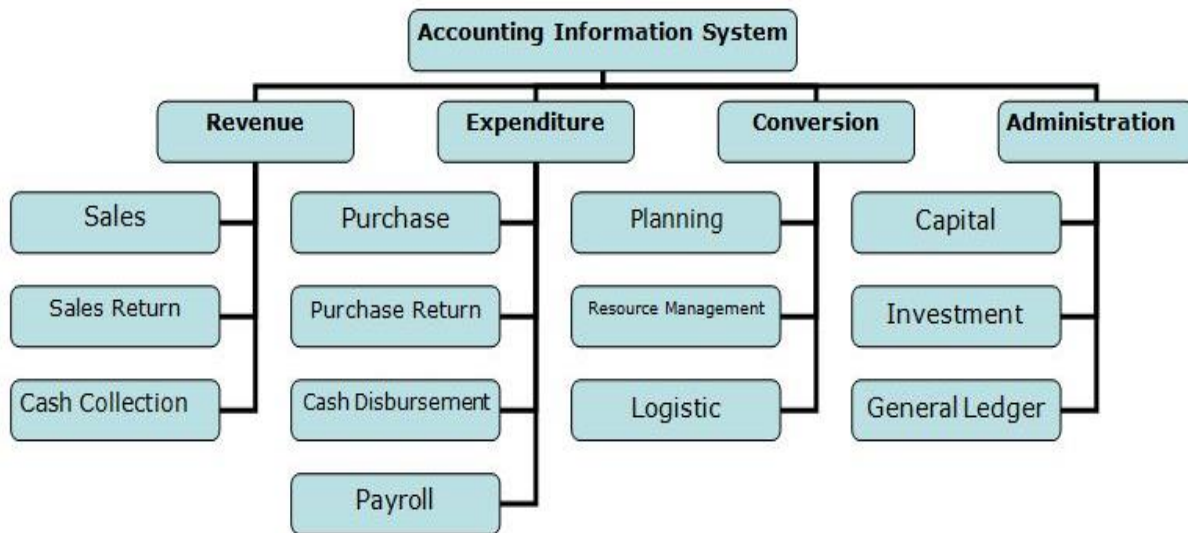 Accounting Information System
Revenue
Expenditure
Conversion
Administration
Sales
Purchase
Planning
Capital
Sales Return
Purchase Return
Resource Management
Investment
Cash Collection
Cash Disbursement
Logistic
General Ledger
Payroll